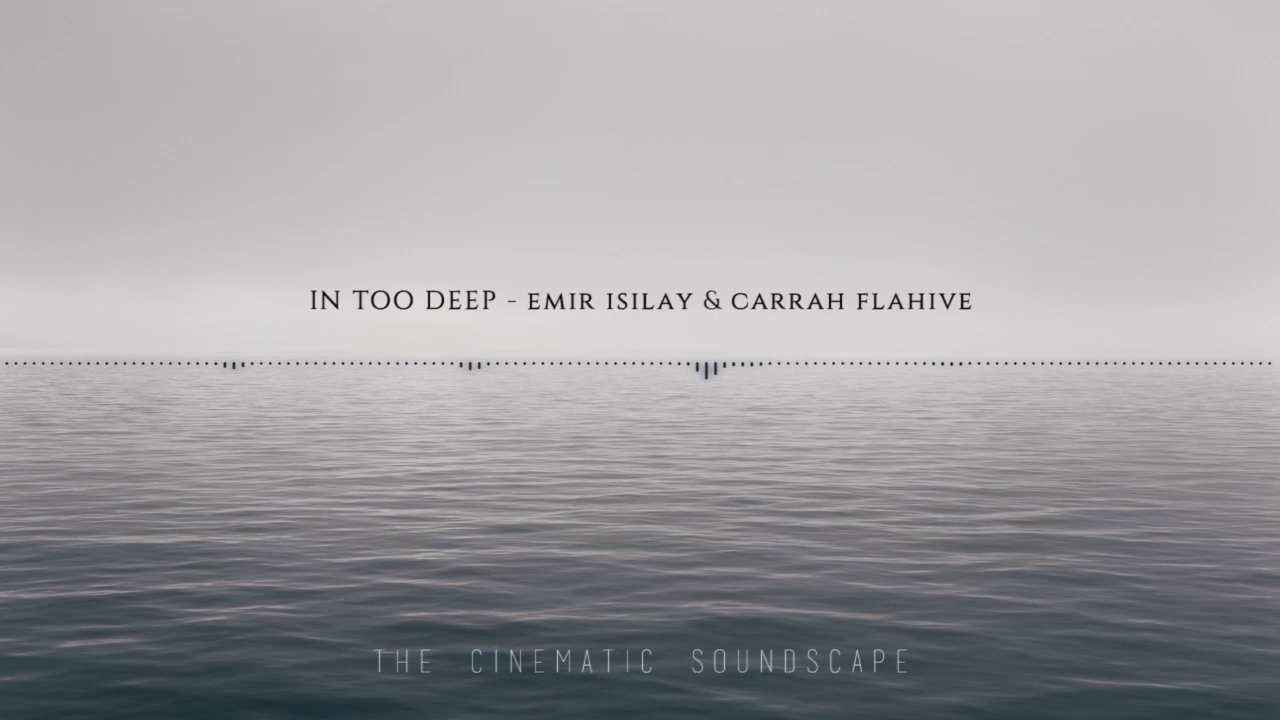 IN TOO DEEP - EMIR ISILAY & CARRAH FLAHIVE
THE CINEMATIC SOUNDSCAPE